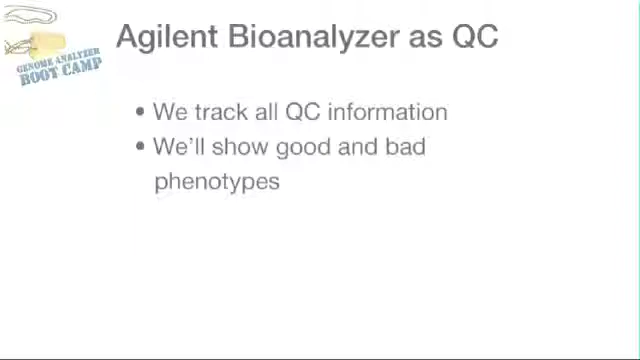 GENOME ANALYZER
BOOT CAMP
Agilent Bioanalyzer as QC
• We track all QC information
• We'll show good and bad
phenotypes